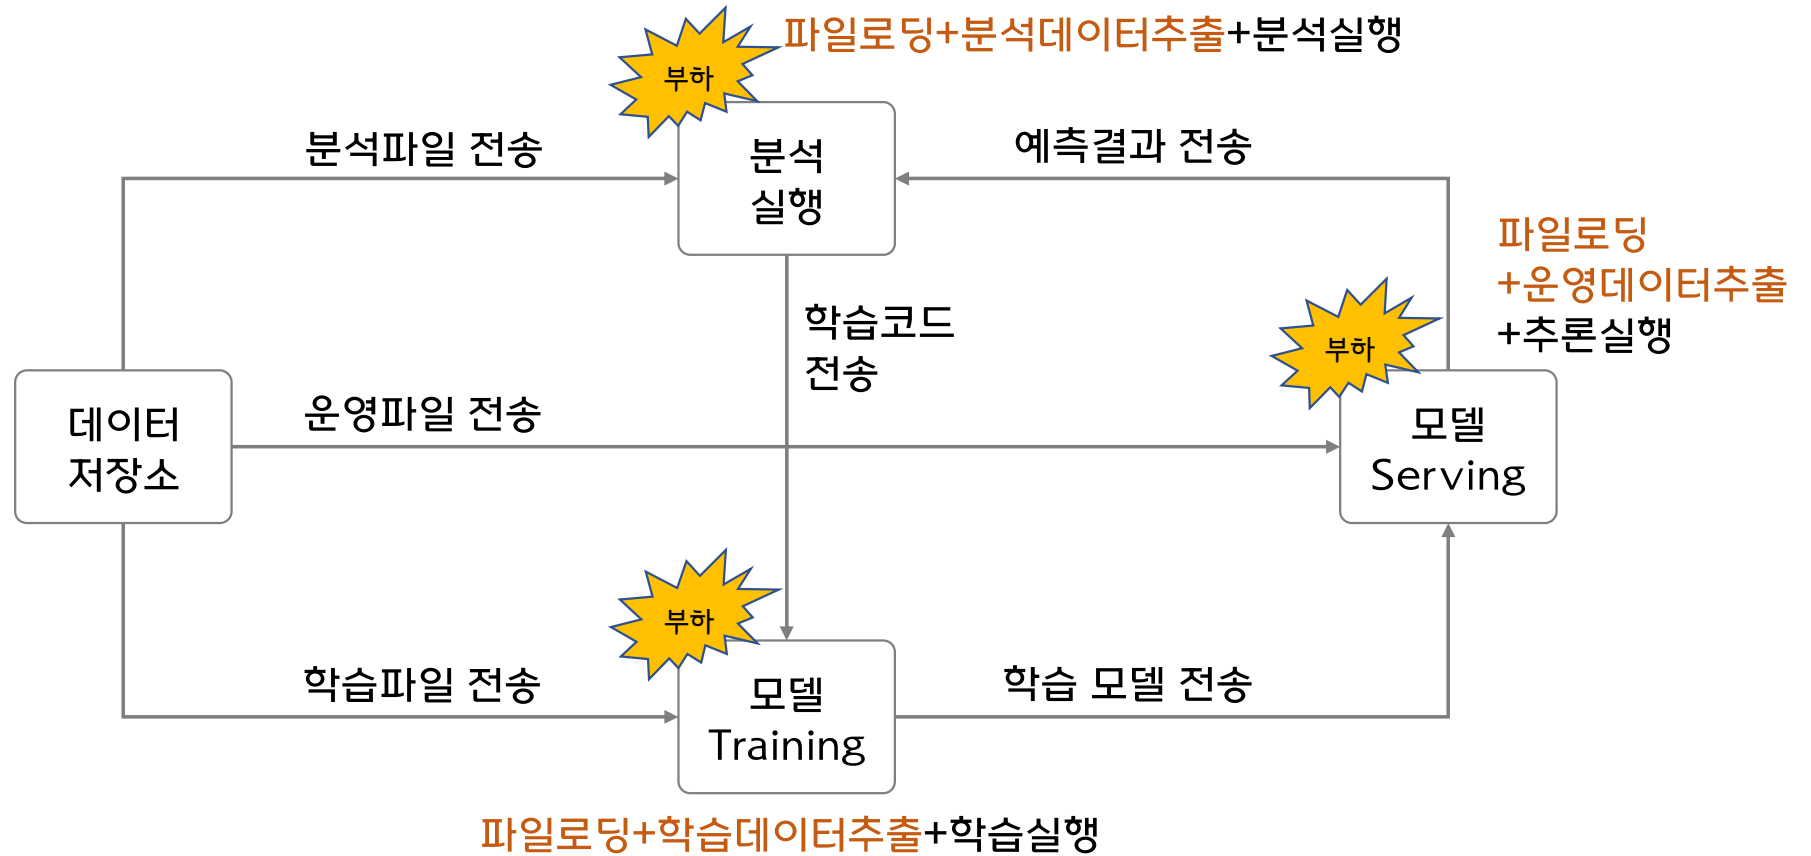 파일로딩+분석데이터추출+분석실행
부하
분석
실행
분석파일 전송
예측결과 전송
파일로딩
+운영데이터추출
+추론실행
부하
학습코드
전송
데이터
저장소
운영파일 전송
모델
Serving
부하
학습파일 전송
모델
Training
학습 모델 전송
파일로딩+학습데이터추출+학습실행